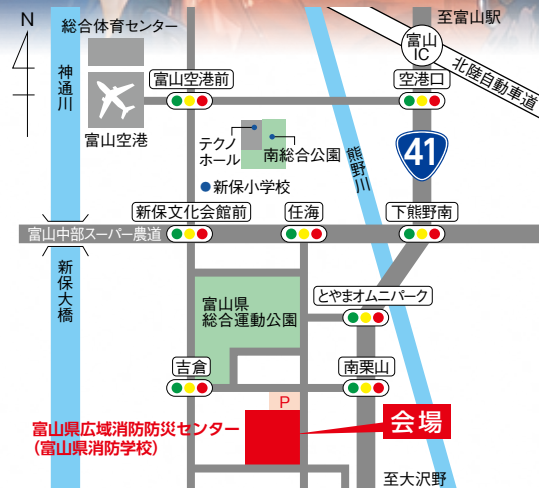 N
至富山駅
総合体育センター
富山
IC
北陸自動車道
神通川
富山空港前
空港口
富山空港
テクノ
ホール
南総合公園
熊野川
41
新保小学校
新保文化会館前
任海
下熊野南
富山中部スーパー農道
新保大橋
とやまオムニパーク
富山県
総合運動公園
吉倉
南栗山
P
会場
富山県広域消防防災センター
(富山県消防学校)
至大沢野